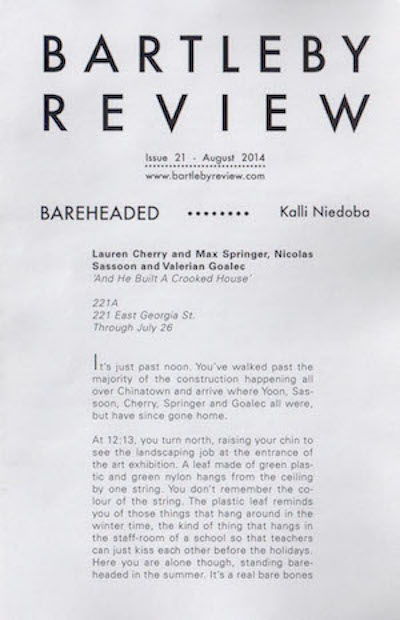 BARTLEBY
REVIEW
Issue 21 - August 2014
www.bartlebyreview.com
BAREHEADED ········ Kalli Niedoba
Lauren Cherry and Max Springer, Nicolas
Sassoon and Valerian Goalec
'And He Built A Crooked House'
221A
221 East Georgia St.
Through July 26
It's just past noon. You've walked past the
majority of the construction happening all
over Chinatown and arrive where Yoon, Sas-
soon, Cherry, Springer and Goalec all were,
but have since gone home.
At 12:13, you turn north, raising your chin to
see the landscaping job at the entrance of
the art exhibition. A leaf made of green plas-
tic and green nylon hangs from the ceiling
by one string. You don't remember the co-
lour of the string. The plastic leaf reminds
you of those things that hang around in the
winter time, the kind of thing that hangs in
the staff-room of a school so that teachers
can just kiss each other before the holidays.
Here you are alone though, standing bare-
headed in the summer. It's a real bare bones